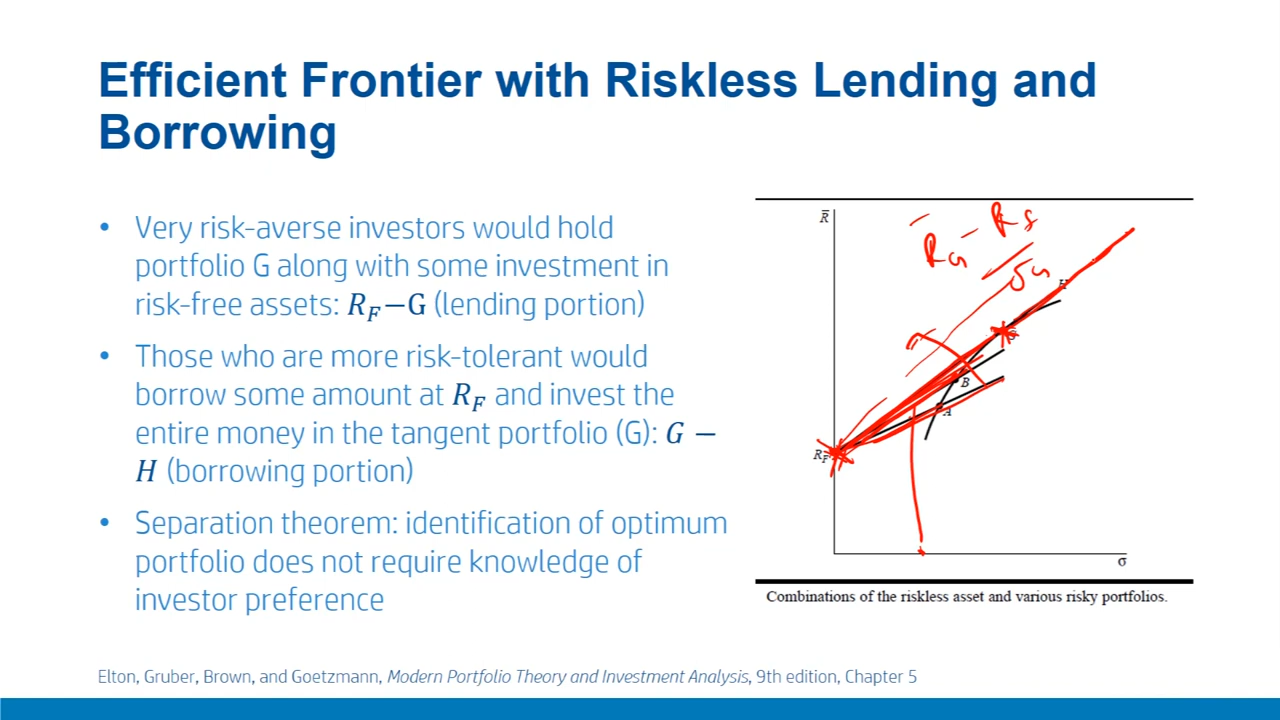 Efficient Frontier with Riskless Lending and
Borrowing
• Very risk-averse investors would hold
portfolio G along with some investment in
risk-free assets: R_F−G (lending portion)
• Those who are more risk-tolerant would
borrow some amount at R_F and invest the
entire money in the tangent portfolio (G): G −
H (borrowing portion)
• Separation theorem: identification of optimum
portfolio does not require knowledge of
investor preference
R̄
R̄G − Rf
σG
H
G
B
A
R_F
σ
Combinations of the riskless asset and various risky portfolios.
Elton, Gruber, Brown, and Goetzmann, Modern Portfolio Theory and Investment Analysis, 9th edition, Chapter 5